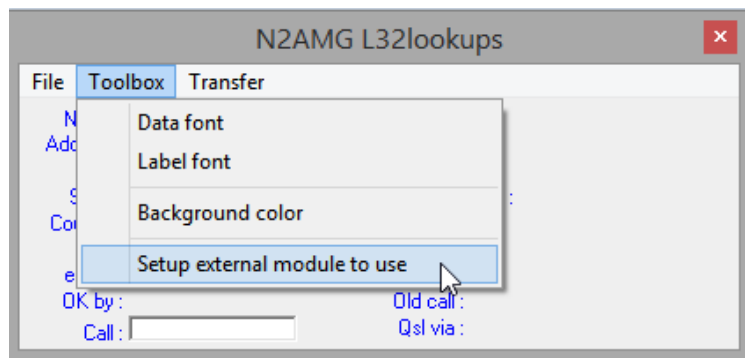 N2AMG L32lookups
File Toolbox Transfer
Data font
Label font
Background color
Setup external module to use
OK by :
Old call :
Call :
Qsl via :